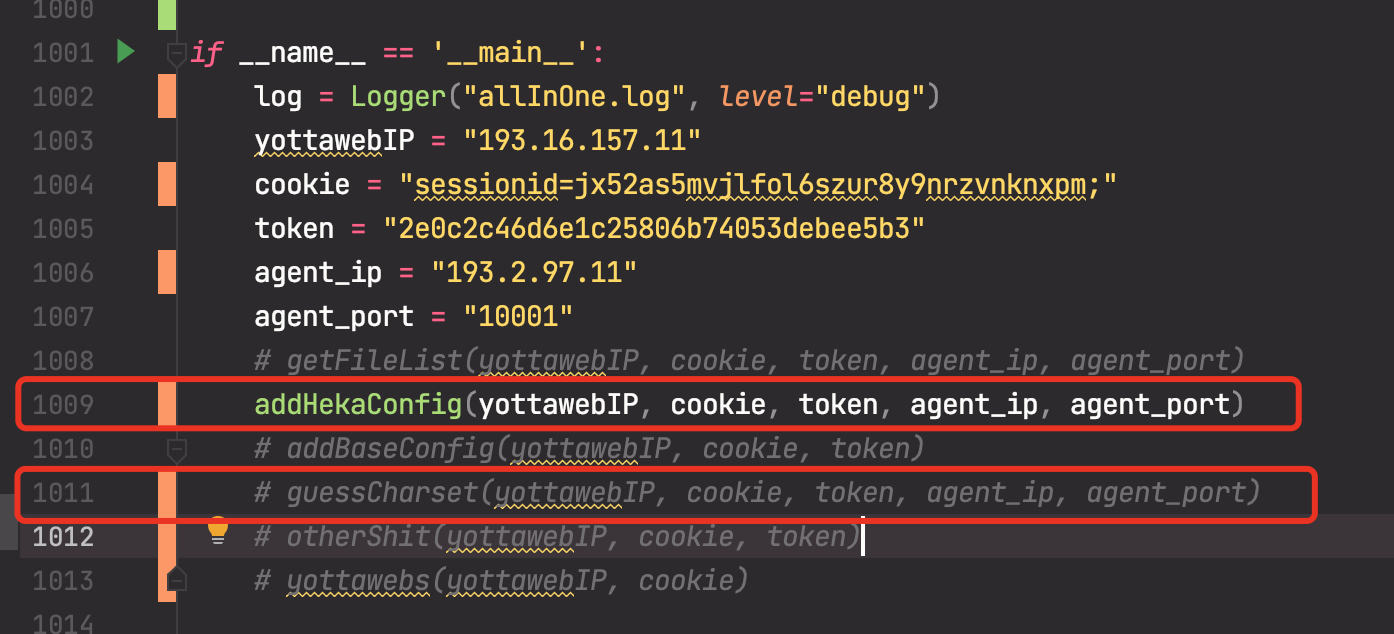 1000
1001 if __name__ == '__main__':
1002 log = Logger("allInOne.log", level="debug")
1003 yottawebIP = "193.16.157.11"
1004 cookie = "sessionid=jx52as5mvjlfol6szur8y9nrzvnknxpm;"
1005 token = "2e0c2c46d6e1c25806b74053debee5b3"
1006 agent_ip = "193.2.97.11"
1007 agent_port = "10001"
1008 # getFileList(yottawebIP, cookie, token, agent_ip, agent_port)
1009 addHekaConfig(yottawebIP, cookie, token, agent_ip, agent_port)
1010 # addBaseConfig(yottawebIP, cookie, token)
1011 # guessCharset(yottawebIP, cookie, token, agent_ip, agent_port)
1012 # otherShit(yottawebIP, cookie, token)
1013 # yottawebs(yottawebIP, cookie)
1014